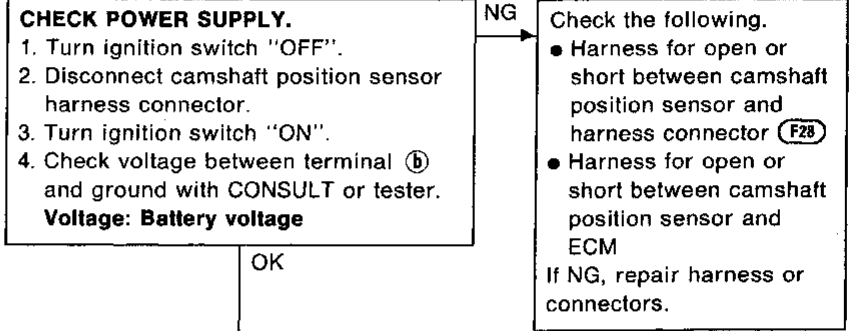 CHECK POWER SUPPLY.
1. Turn ignition switch "OFF".
2. Disconnect camshaft position sensor
harness connector.
3. Turn ignition switch "ON".
4. Check voltage between terminal ⓑ
and ground with CONSULT or tester.
Voltage: Battery voltage
OK
NG
Check the following.
● Harness for open or
short between camshaft
position sensor and
harness connector F28
● Harness for open or
short between camshaft
position sensor and
ECM
If NG, repair harness or
connectors.